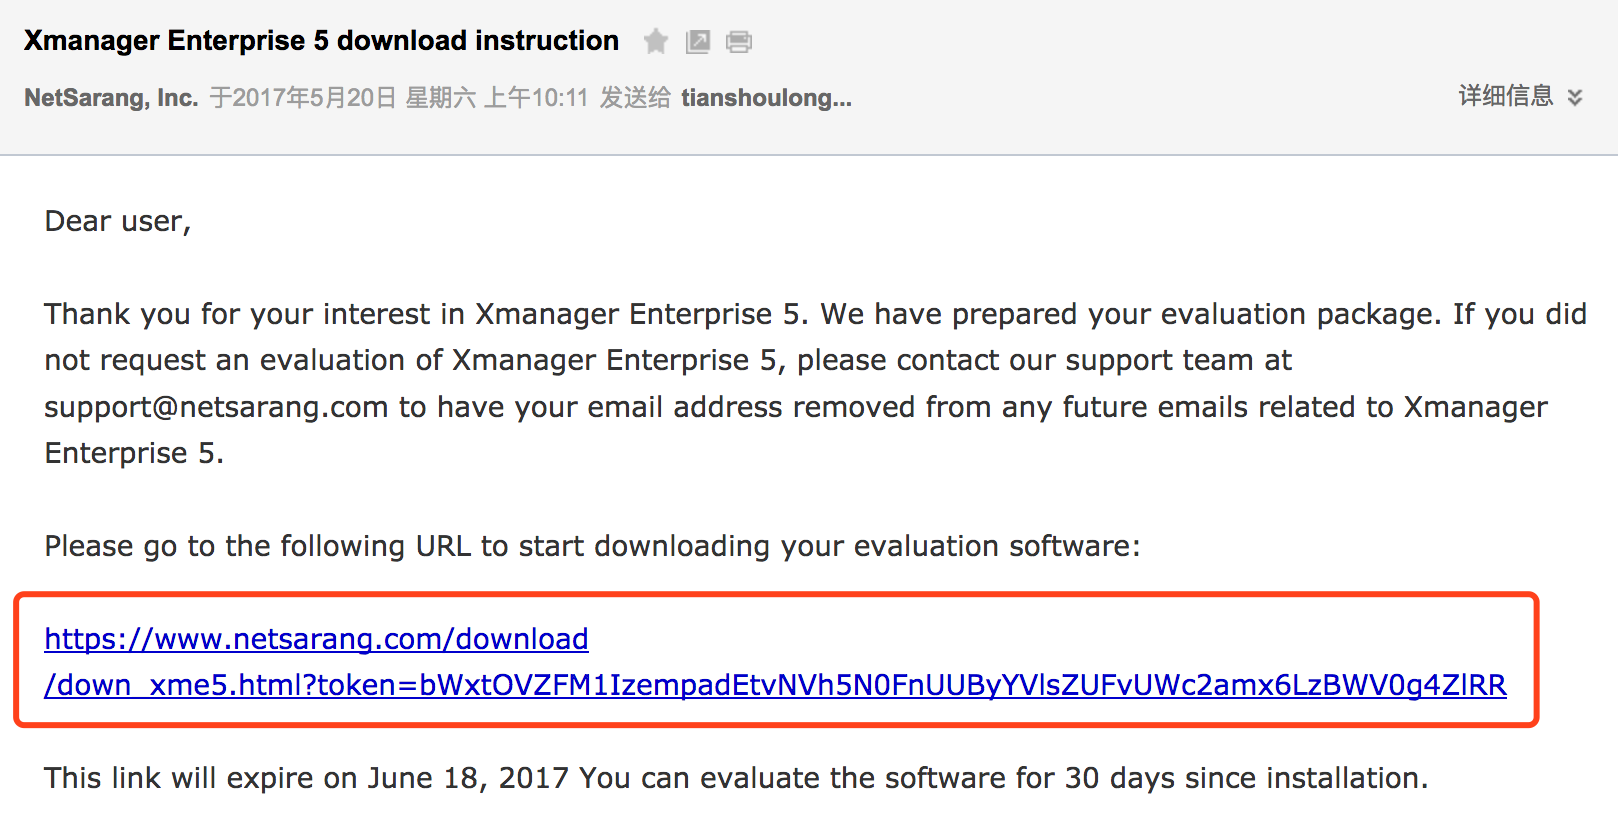 Xmanager Enterprise 5 download instruction
NetSarang, Inc. 于2017年5月20日 星期六 上午10:11 发送给 tianshoulong...
详细信息
Dear user,
Thank you for your interest in Xmanager Enterprise 5. We have prepared your evaluation package. If you did
not request an evaluation of Xmanager Enterprise 5, please contact our support team at
support@netsarang.com to have your email address removed from any future emails related to Xmanager
Enterprise 5.
Please go to the following URL to start downloading your evaluation software:
https://www.netsarang.com/download
/down_xme5.html?token=bWxtOVZFM1IzempadEtvNVh5N0FnUUByYVlsZUFvUWc2amx6LzBWV0g4ZlRR
This link will expire on June 18, 2017 You can evaluate the software for 30 days since installation.